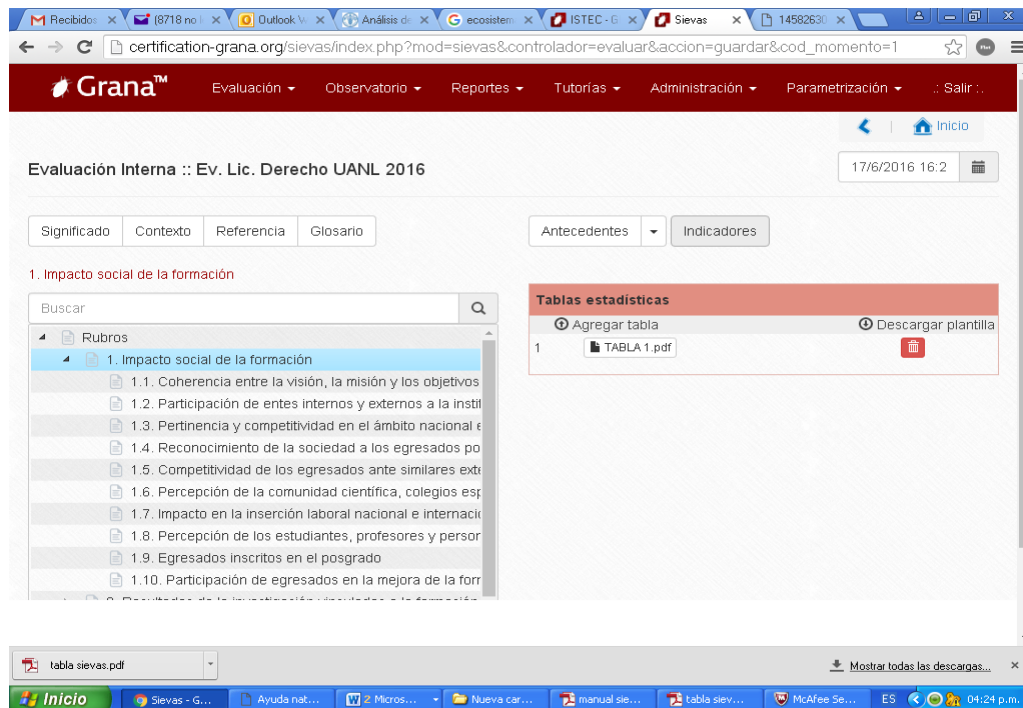 Recibidos
(8718 no l
Outlook V
Análisis de
ecosistem
ISTEC - G
Sievas
14582630
certification-grana.org/sievas/index.php?mod=sievas&controlador=evaluar&accion=guardar&cod_momento=1
Grana™
Evaluación
Observatorio
Reportes
Tutorías
Administración
Parametrización
.: Salir :.
Inicio
Evaluación Interna :: Ev. Lic. Derecho UANL 2016
17/6/2016 16:2
Significado
Contexto
Referencia
Glosario
Antecedentes
Indicadores
1. Impacto social de la formación
Buscar
Rubros
1. Impacto social de la formación
1.1. Coherencia entre la visión, la misión y los objetivos
1.2. Participación de entes internos y externos a la instit
1.3. Pertinencia y competitividad en el ámbito nacional e
1.4. Reconocimiento de la sociedad a los egresados po
1.5. Competitividad de los egresados ante similares exte
1.6. Percepción de la comunidad científica, colegios esp
1.7. Impacto en la inserción laboral nacional e internacio
1.8. Percepción de los estudiantes, profesores y person
1.9. Egresados inscritos en el posgrado
1.10. Participación de egresados en la mejora de la form
Tablas estadísticas
Agregar tabla
Descargar plantilla
1
TABLA 1.pdf
tabla sievas.pdf
Mostrar todas las descargas...
Inicio
Sievas - G...
Ayuda nat...
2 Micros...
Nueva car...
manual sie...
tabla siev...
McAfee Se...
ES
04:24 p.m.